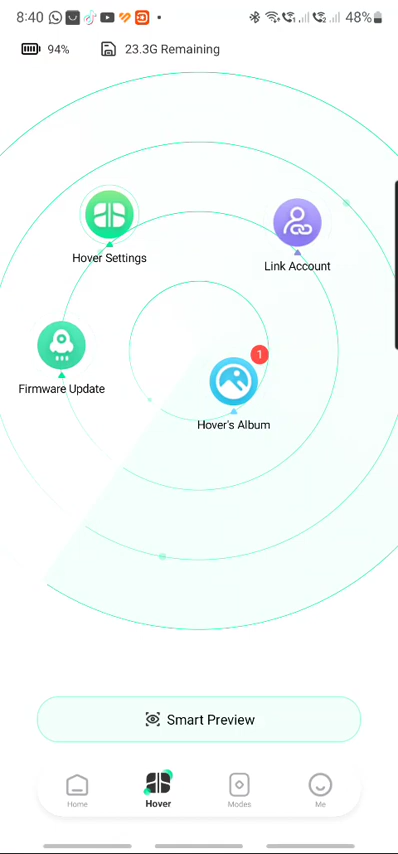 8:40
48%
94%
23.3G Remaining
Hover Settings
Link Account
Firmware Update
1
Hover's Album
Smart Preview
Home
Hover
Modes
Me